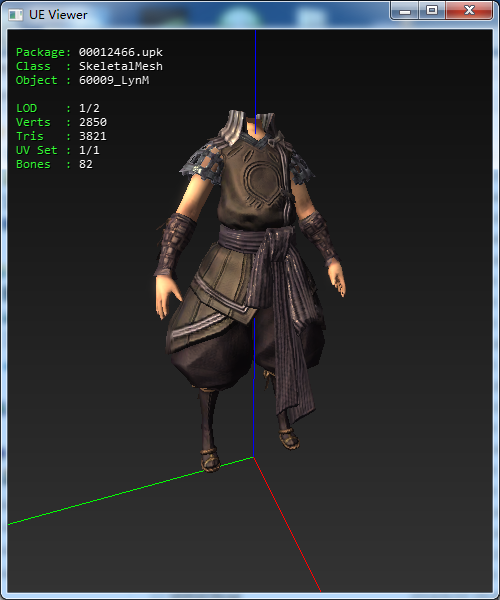 UE Viewer
Package: 00012466.upk
Class : SkeletalMesh
Object : 60009_LynM
LOD : 1/2
Verts : 2850
Tris : 3821
UV Set : 1/1
Bones : 82